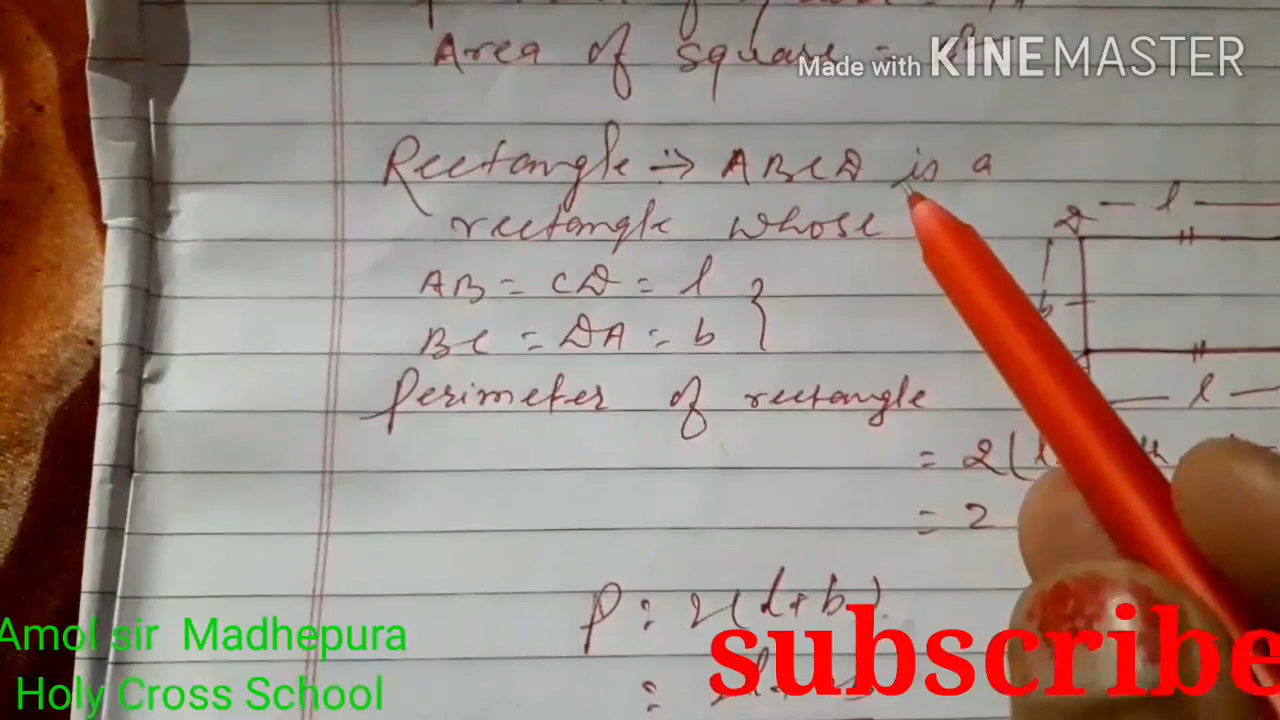 Area of square =
Made with KINEMASTER
Rectangle ⇒ ABCD is a
rectangle whose
AB = CD = l
BC = DA = b }
D l
b
l
Perimeter of rectangle
= 2(
= 2
P = 2(l+b)
=
subscribe
Amol sir Madhepura
Holy Cross School